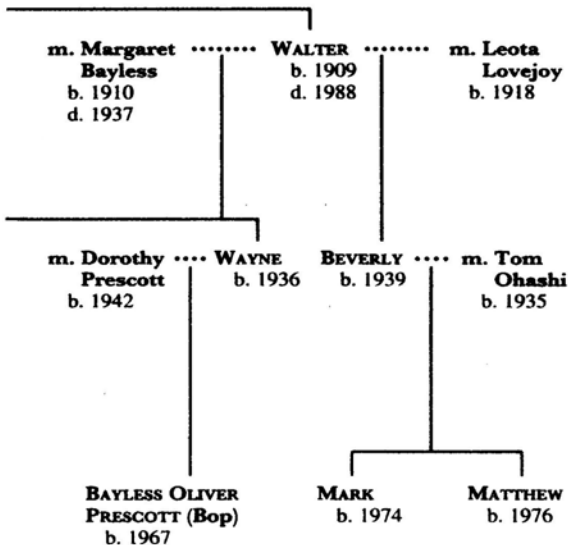 m. Margaret Bayless
b. 1910
d. 1937
WALTER
b. 1909
d. 1988
m. Leota Lovejoy
b. 1918
m. Dorothy Prescott
b. 1942
WAYNE
b. 1936
BEVERLY
b. 1939
m. Tom Ohashi
b. 1935
BAYLESS OLIVER
PRESCOTT (Bop)
b. 1967
MARK
b. 1974
MATTHEW
b. 1976